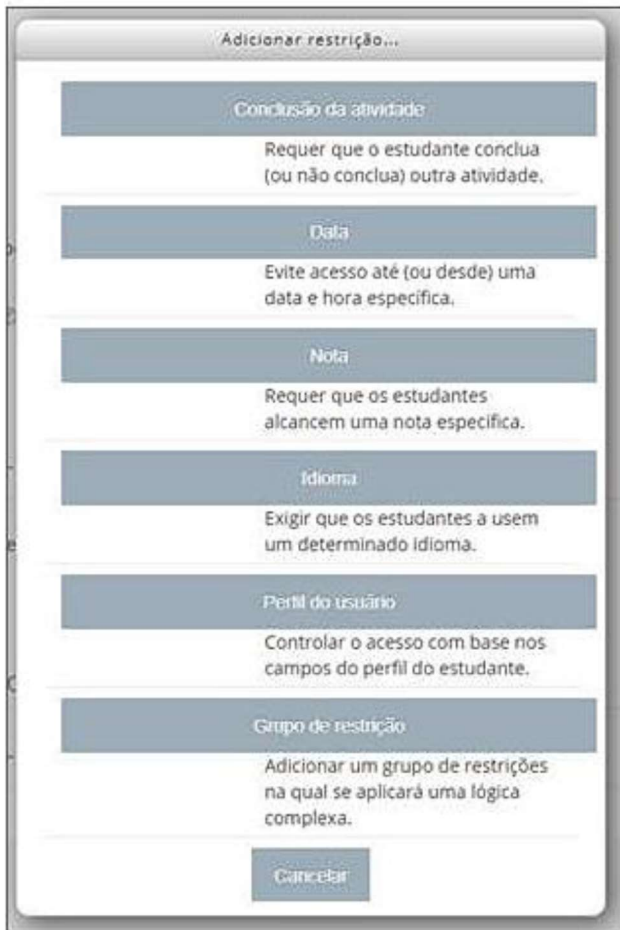 Adicionar restrição...
Conclusão da atividade
Requer que o estudante conclua
(ou não conclua) outra atividade.
Data
Evite acesso até (ou desde) uma
data e hora específica.
Nota
Requer que os estudantes
alcancem uma nota específica.
Idioma
Exigir que os estudantes a usem
um determinado idioma.
Perfil do usuário
Controlar o acesso com base nos
campos do perfil do estudante.
Grupo de restrição
Adicionar um grupo de restrições
na qual se aplicará uma lógica
complexa.
Cancelar